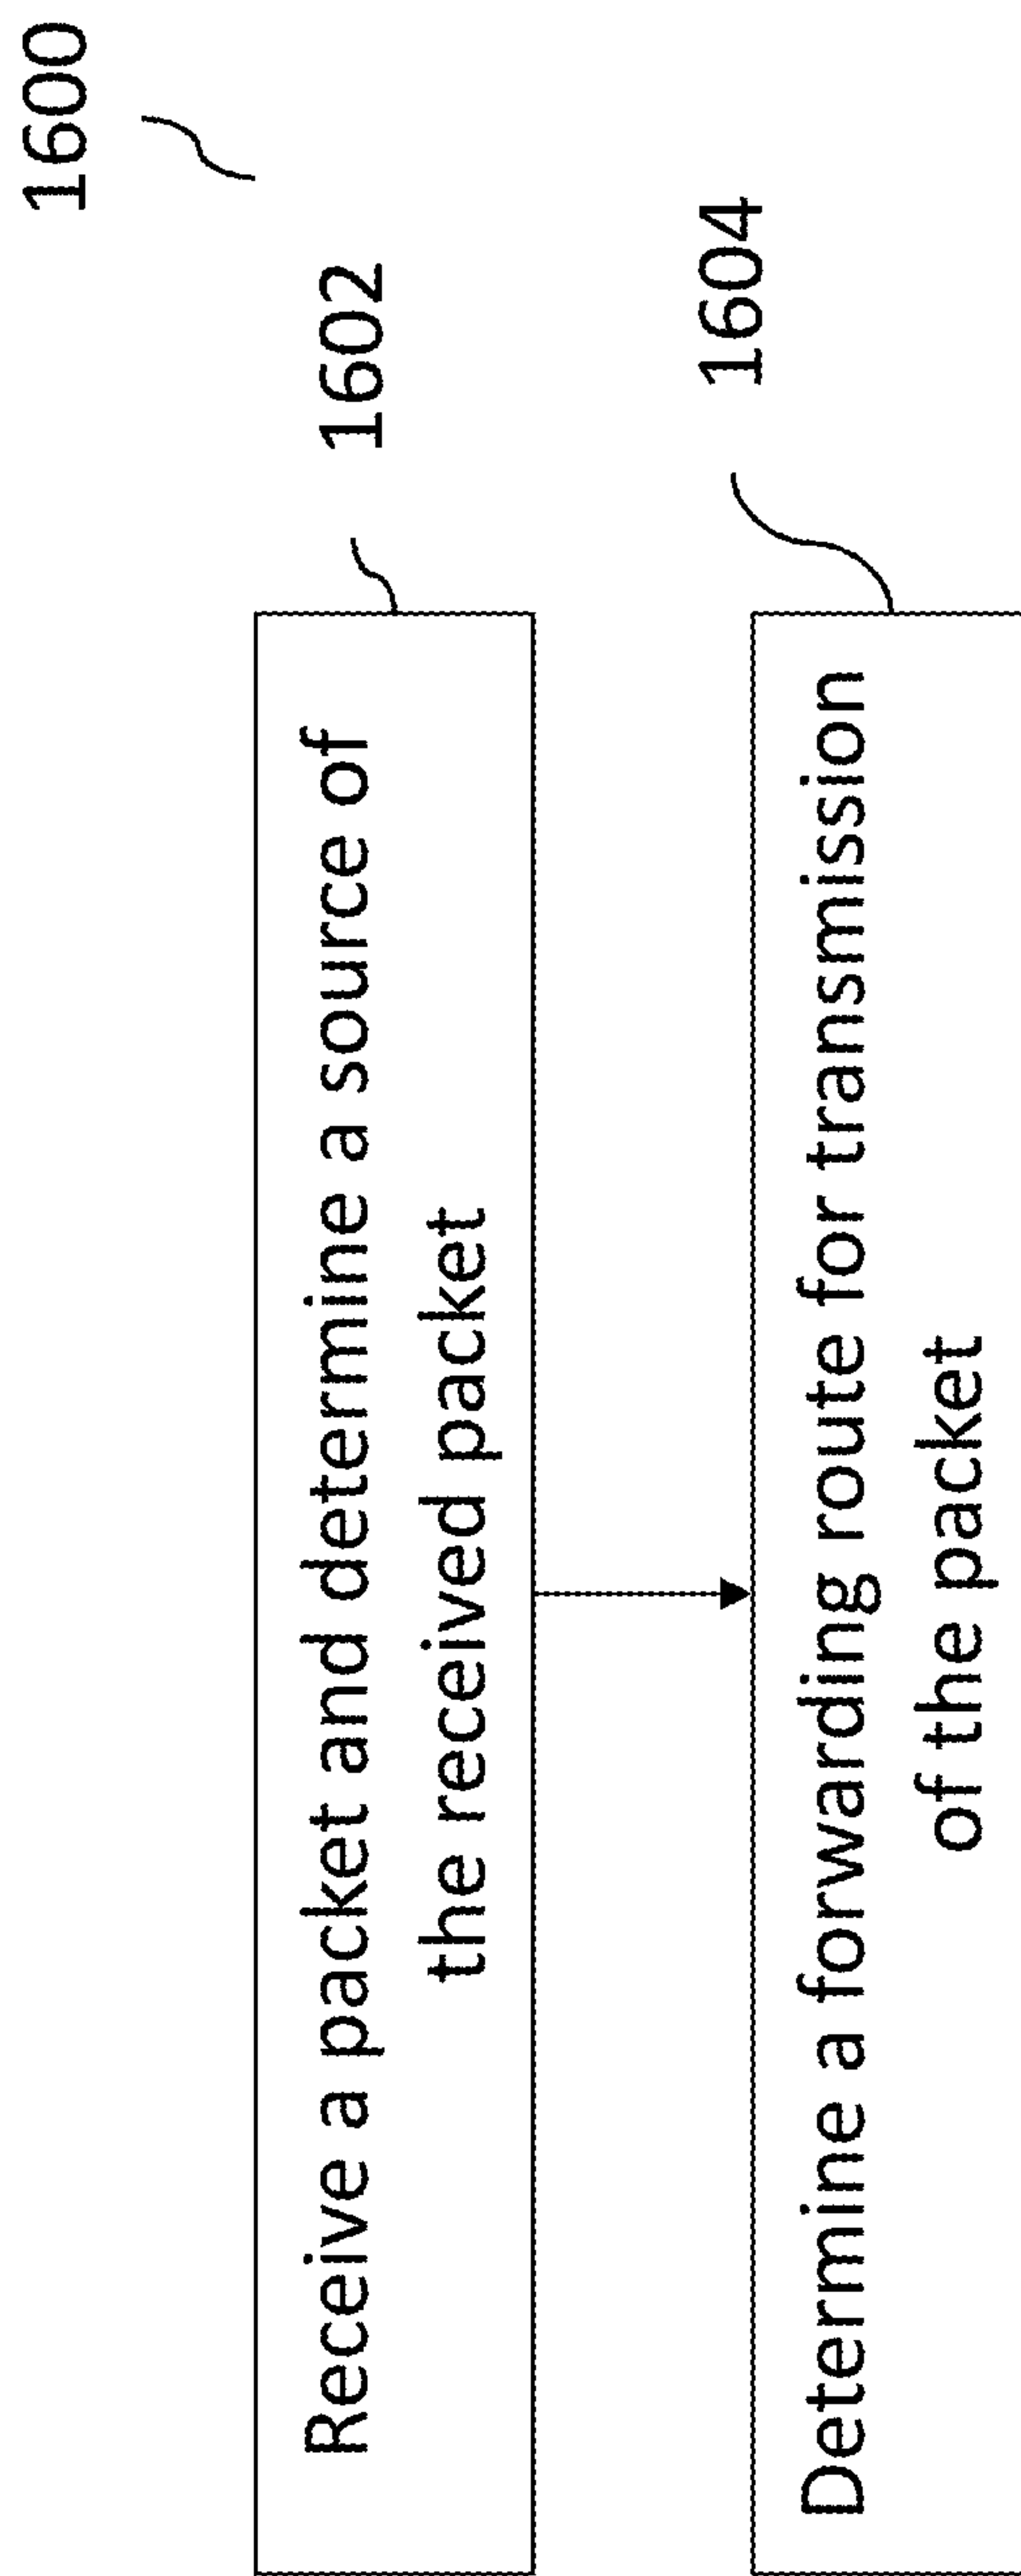 1600
1602
Receive a packet and determine a source of
the received packet
1604
Determine a forwarding route for transmission
of the packet